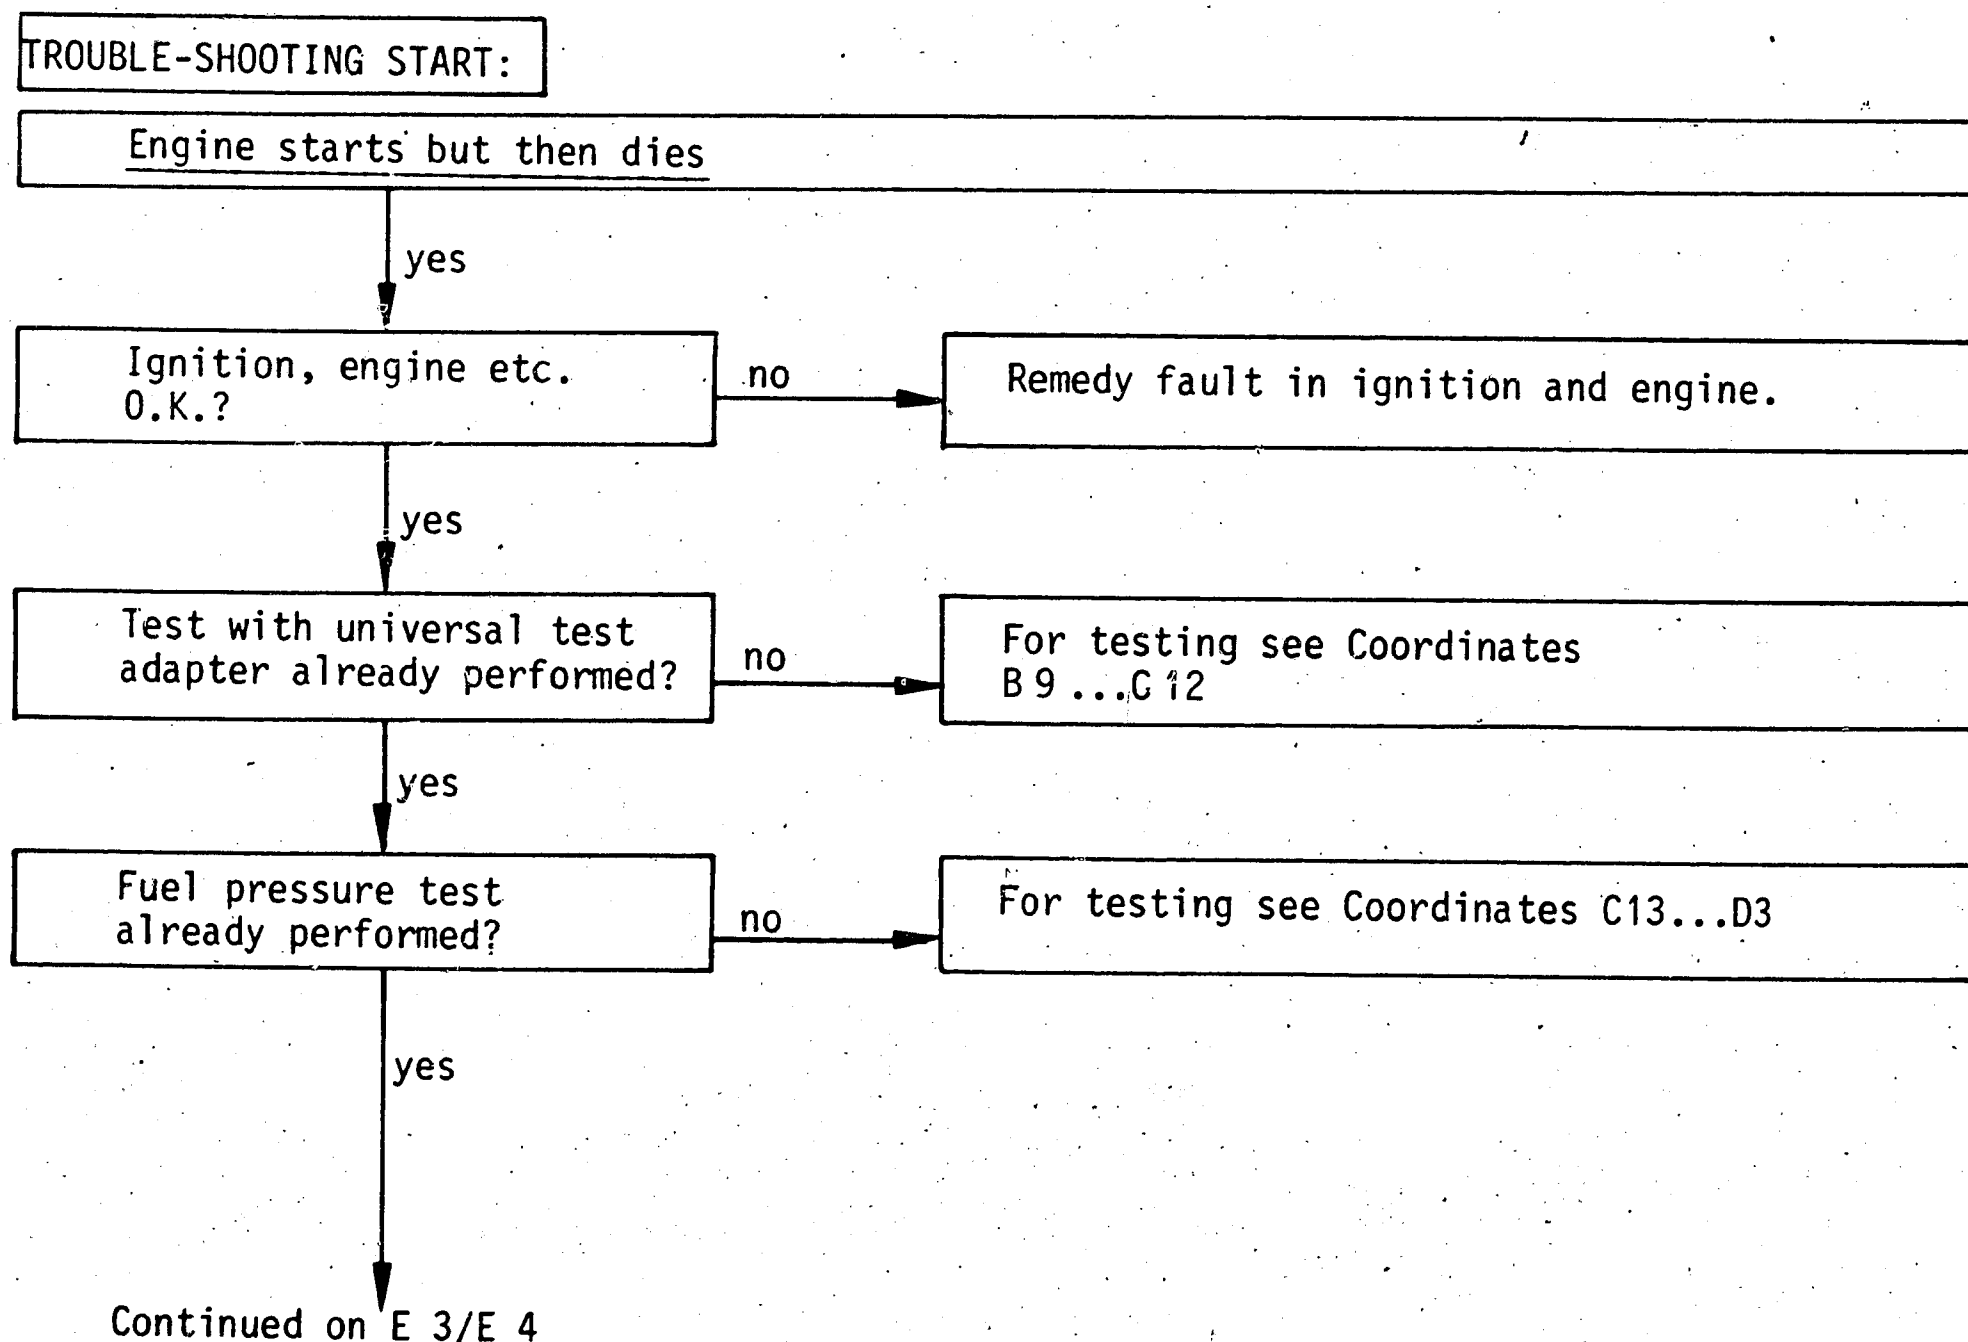 TROUBLE-SHOOTING START:
Engine starts but then dies
yes
Ignition, engine etc.
O.K.?
no
Remedy fault in ignition and engine.
yes
Test with universal test
adapter already performed?
no
For testing see Coordinates
B 9 ...C 12
yes
Fuel pressure test
already performed?
no
For testing see Coordinates C13...D3
yes
Continued on E 3/E 4